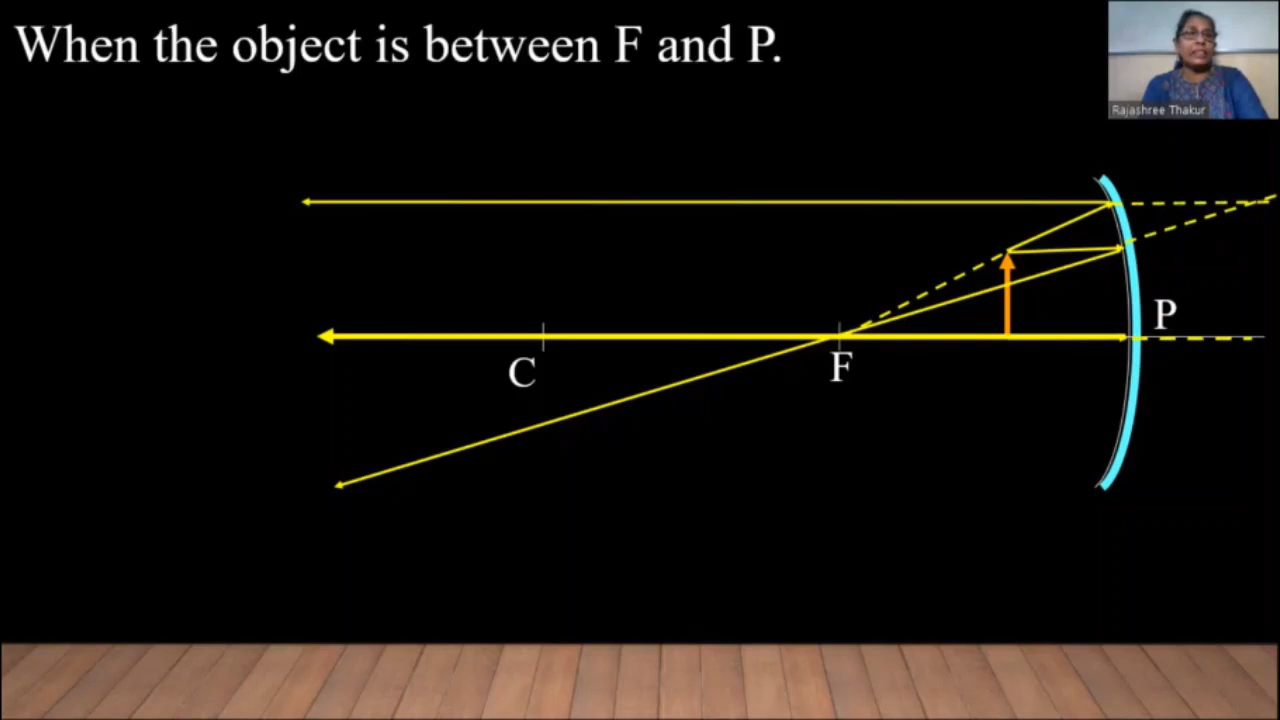 When the object is between F and P.
Rajashree Thakur
P
C
F